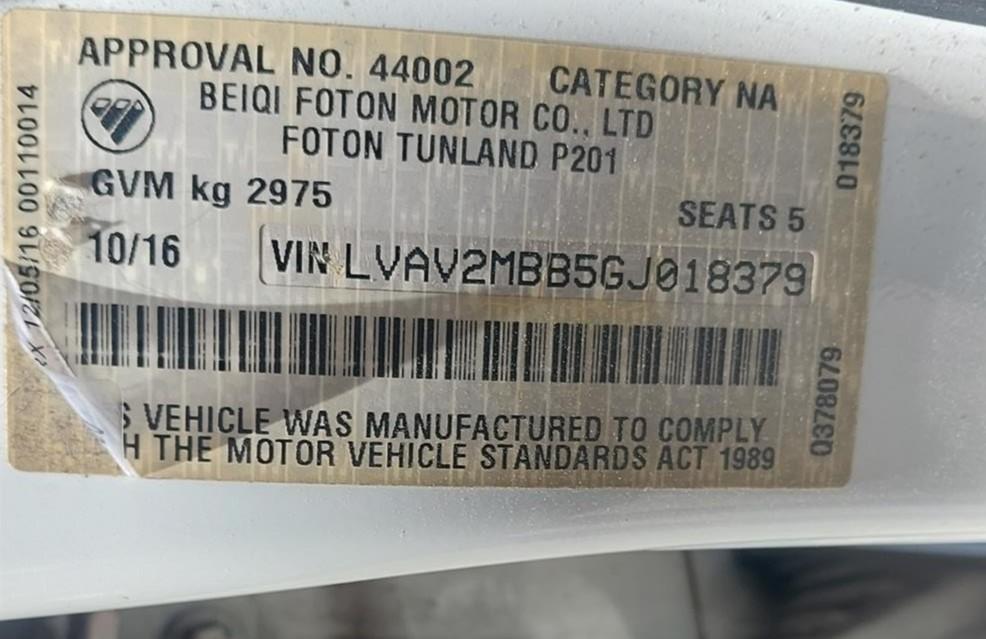 APPROVAL NO. 44002 CATEGORY NA
BEIQI FOTON MOTOR CO., LTD
FOTON TUNLAND P201
GVM kg 2975
SEATS 5
10/16
VIN LVAV2MBB5GJ018379
S VEHICLE WAS MANUFACTURED TO COMPLY
H THE MOTOR VEHICLE STANDARDS ACT 1989
12/05/16 00110014
018379
0378079